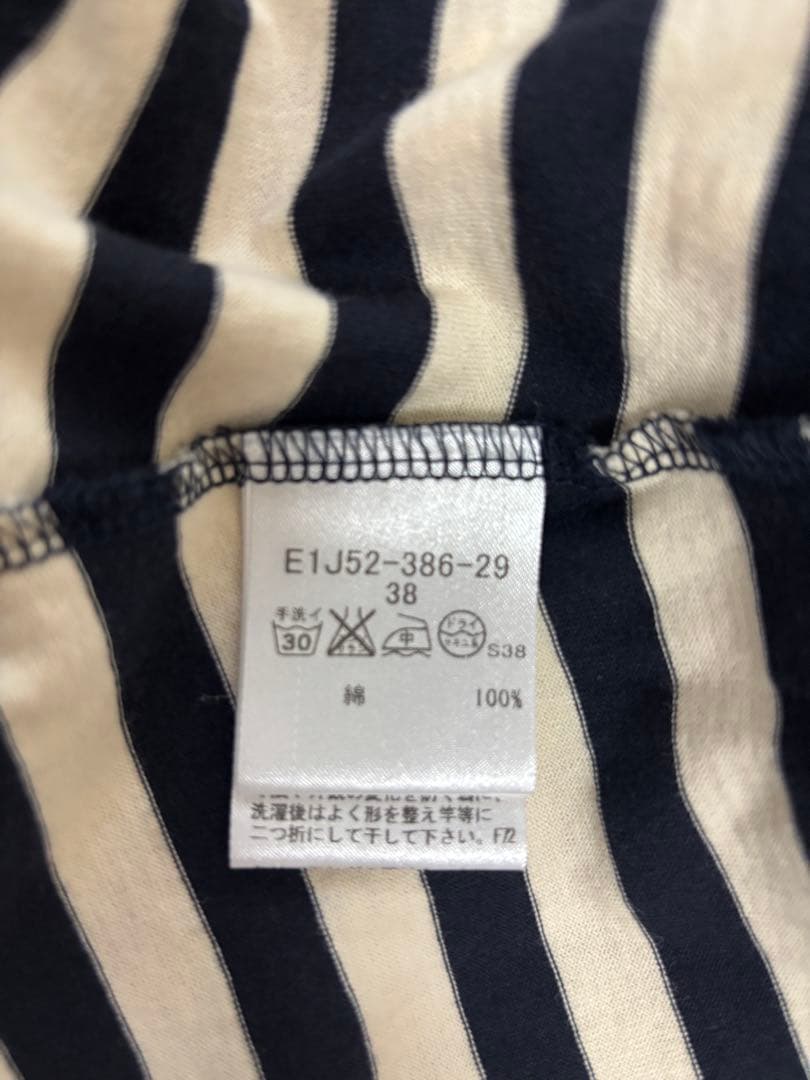 E1J52-386-29
38
手洗イ
30
中
ドライ
S38
綿 100%
洗濯後はよく形を整え竿等に
二つ折にして干して下さい。F72